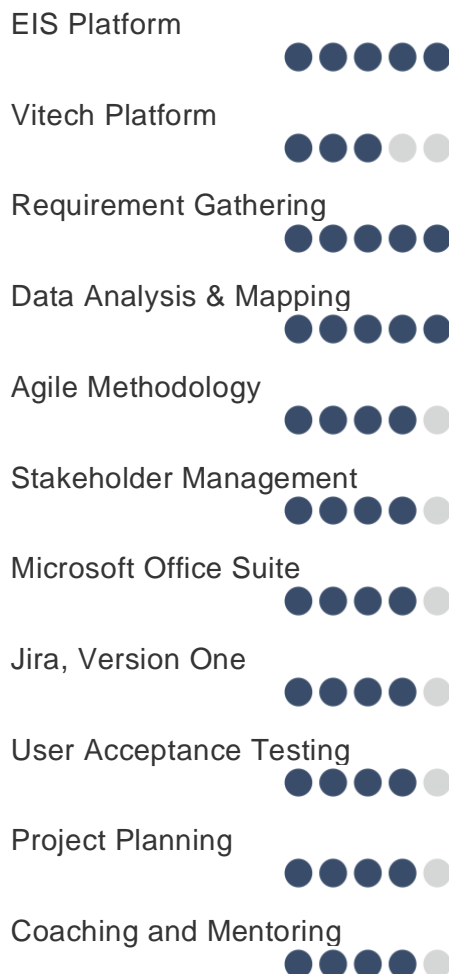 EIS Platform
Vitech Platform
Requirement Gathering
Data Analysis & Mapping
Agile Methodology
Stakeholder Management
Microsoft Office Suite
Jira, Version One
User Acceptance Testing
Project Planning
Coaching and Mentoring